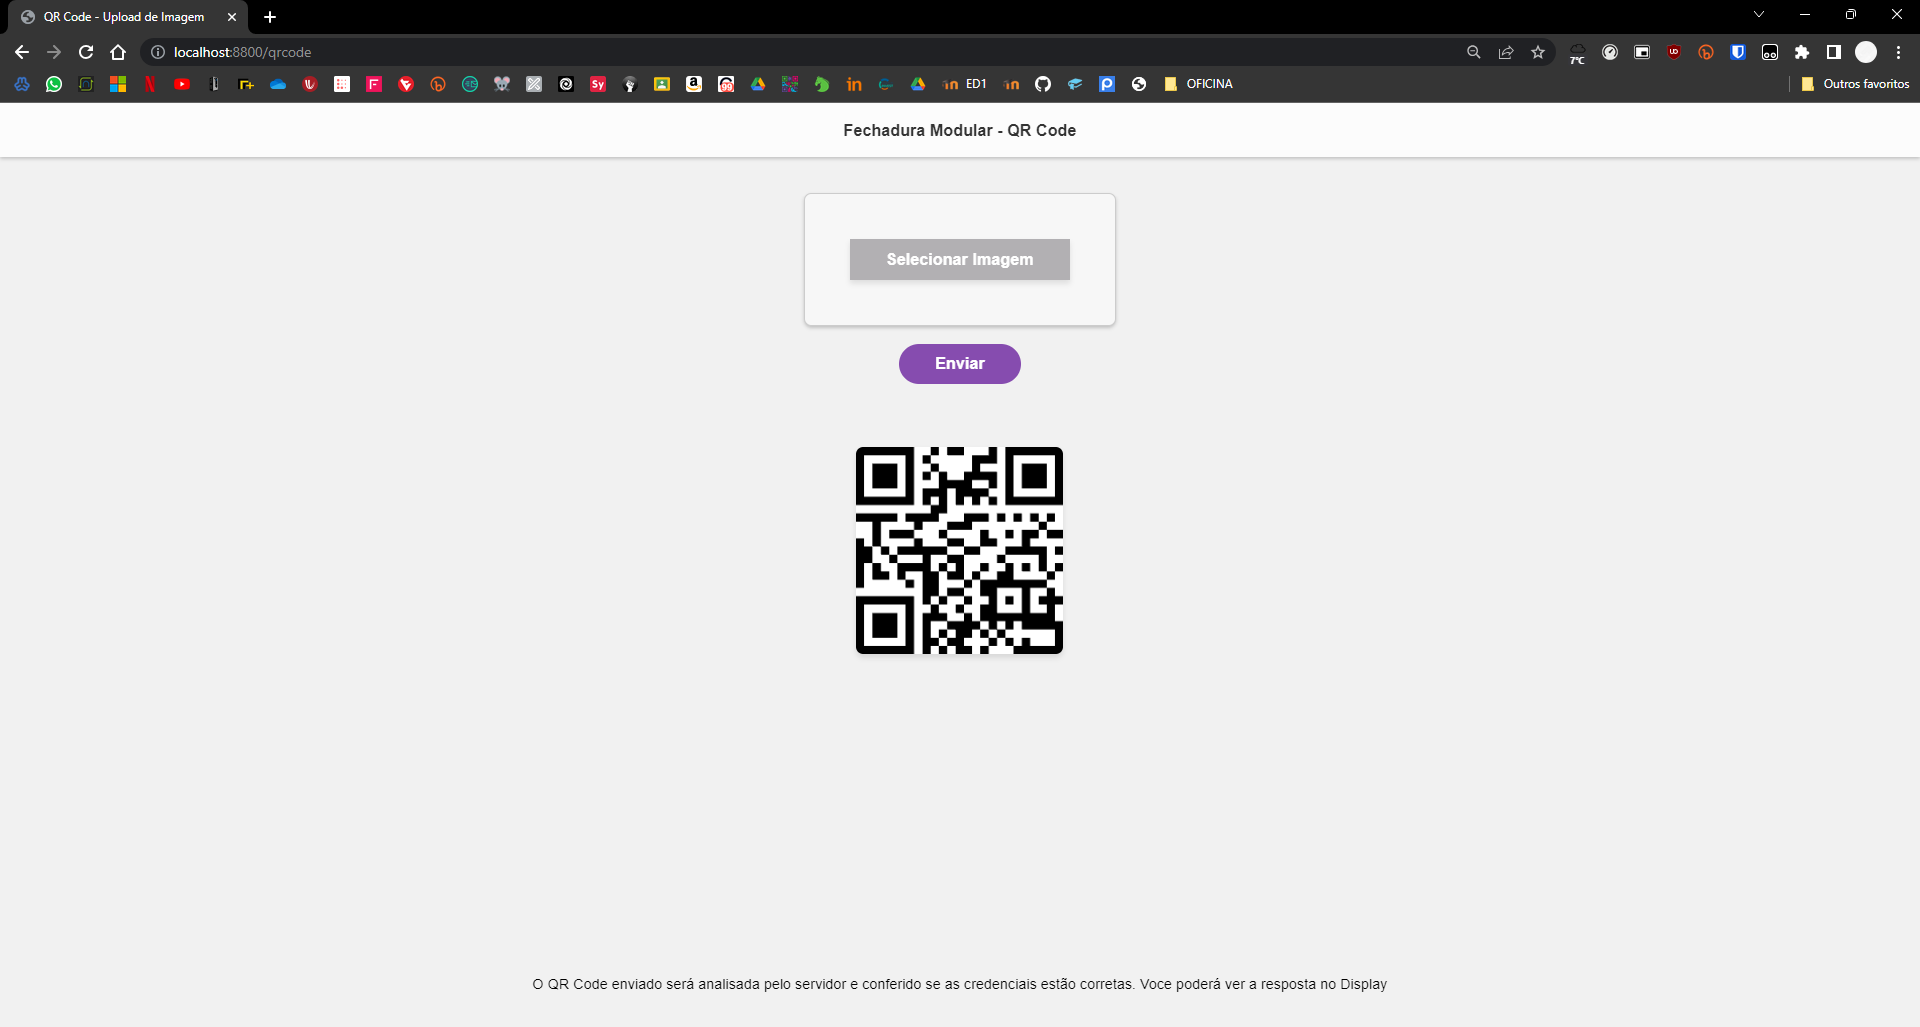 QR Code - Upload de Imagem
localhost:8800/qrcode
7°C
ED1
OFICINA
Outros favoritos
Fechadura Modular - QR Code
Selecionar Imagem
Enviar
O QR Code enviado será analisada pelo servidor e conferido se as credenciais estão corretas. Voce poderá ver a resposta no Display